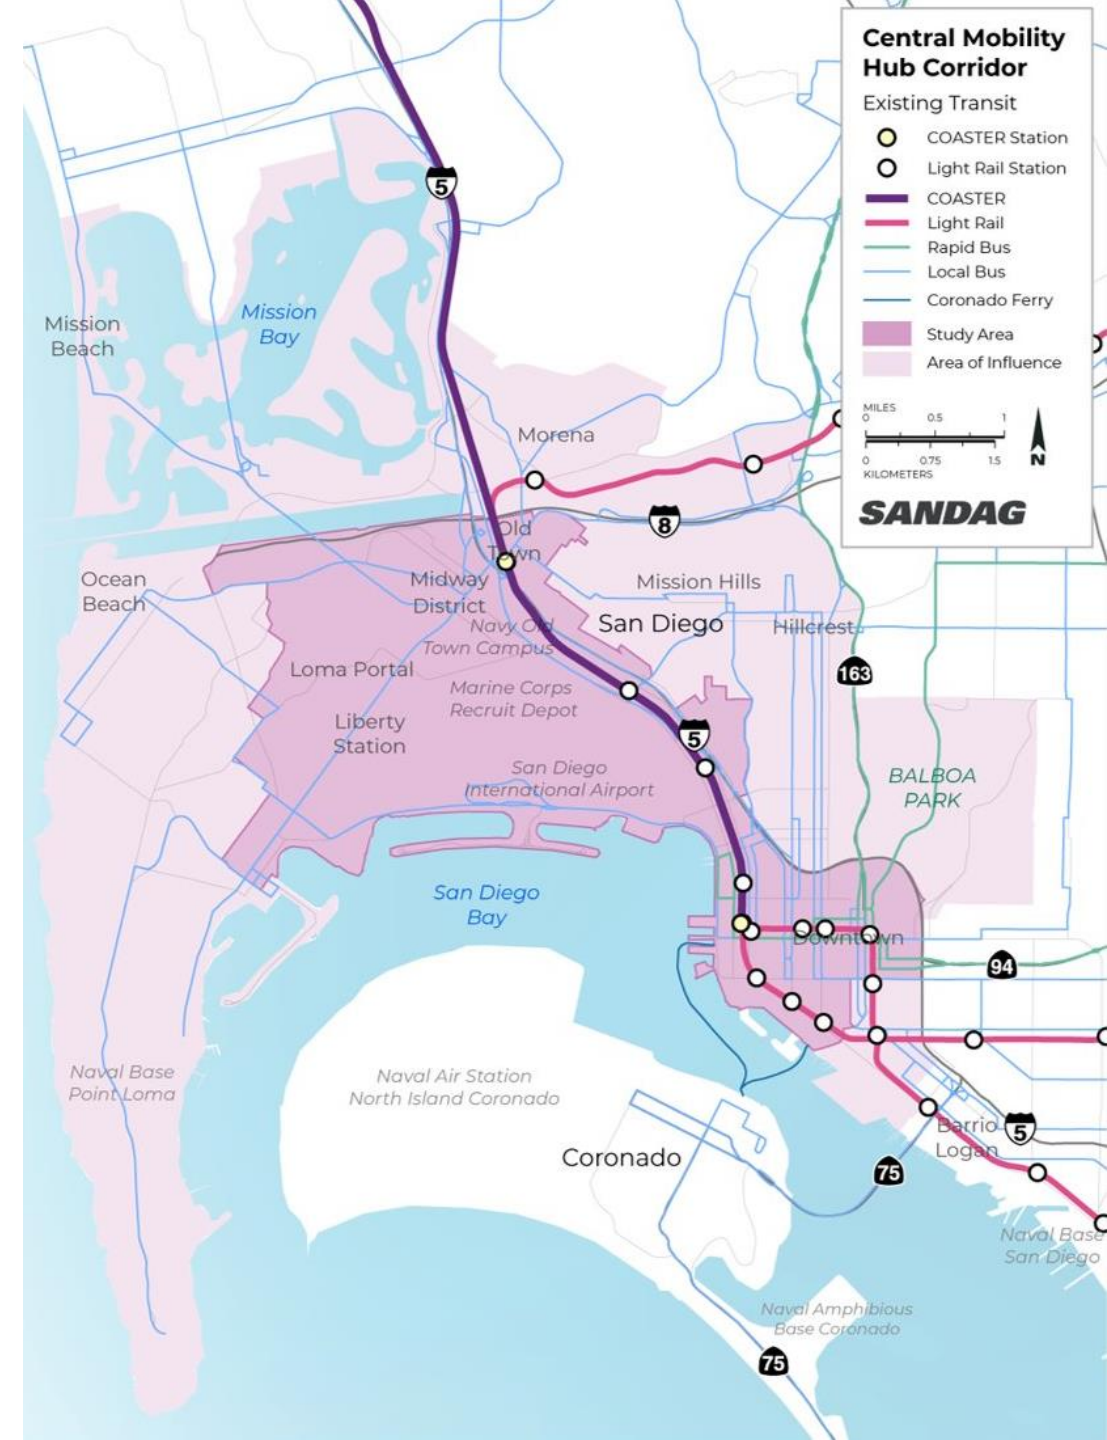 Central Mobility
Hub Corridor
Existing Transit
COASTER Station
Light Rail Station
COASTER
Light Rail
Rapid Bus
Local Bus
Coronado Ferry
Study Area
Area of Influence
MILES
0 0.5 1
0 0.75 1.5
KILOMETERS
N
SANDAG
5
Mission
Beach
Mission
Bay
Morena
8
Old
Town
Ocean
Beach
Midway
District
Mission Hills
Navy Old
Town Campus
San Diego
Hillcrest
163
Loma Portal
Marine Corps
Recruit Depot
Liberty
Station
5
San Diego
International Airport
BALBOA
PARK
San Diego
Bay
Downtown
94
Naval Base
Point Loma
Naval Air Station
North Island Coronado
Coronado
Barrio
Logan
5
75
Naval Base
San Diego
Naval Amphibious
Base Coronado
75